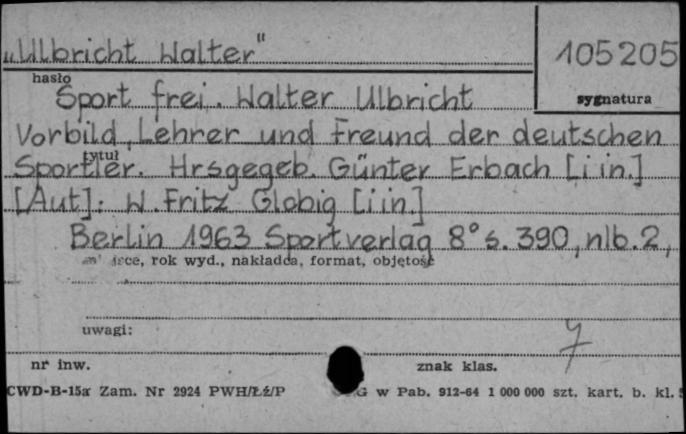 „Ulbricht Walter" 105205
hasło
Sport frei. Walter Ulbricht
sygnatura
Vorbild, Lehrer und Freund der deutschen
tytuł
Sportler. Hrsgegeb. Günter Erbach [i in.]
[Aut]: W. Fritz Globig [i in.]
Berlin 1963 Sportverlag 8° s. 390, nlb. 2,
rok wyd., nakładca, format, objętość
uwagi:
7
nr inw. znak klas.
CWD-B-15a Zam. Nr 2924 PWH/Łź/P G w Pab. 912-64 1 000 000 szt. kart. b. kl.